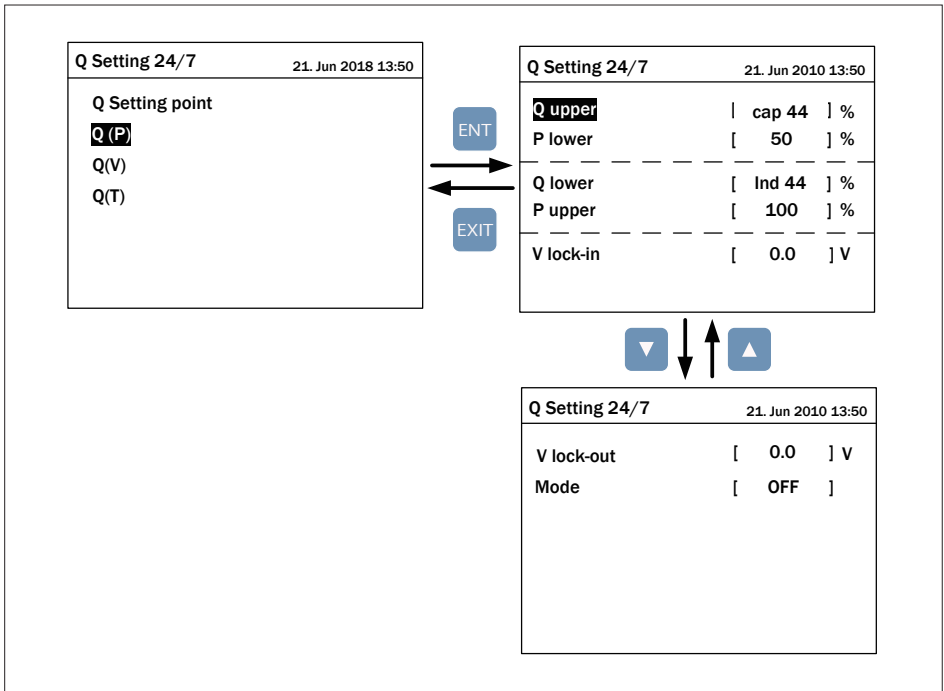 Q Setting 24/7 21. Jun 2018 13:50
Q Setting point
Q (P)
Q(V)
Q(T)
ENT
EXIT
Q Setting 24/7 21. Jun 2010 13:50
Q upper [ cap 44 ] %
P lower [ 50 ] %
Q lower [ Ind 44 ] %
P upper [ 100 ] %
V lock-in [ 0.0 ] V
▼ ▲
Q Setting 24/7 21. Jun 2010 13:50
V lock-out [ 0.0 ] V
Mode [ OFF ]